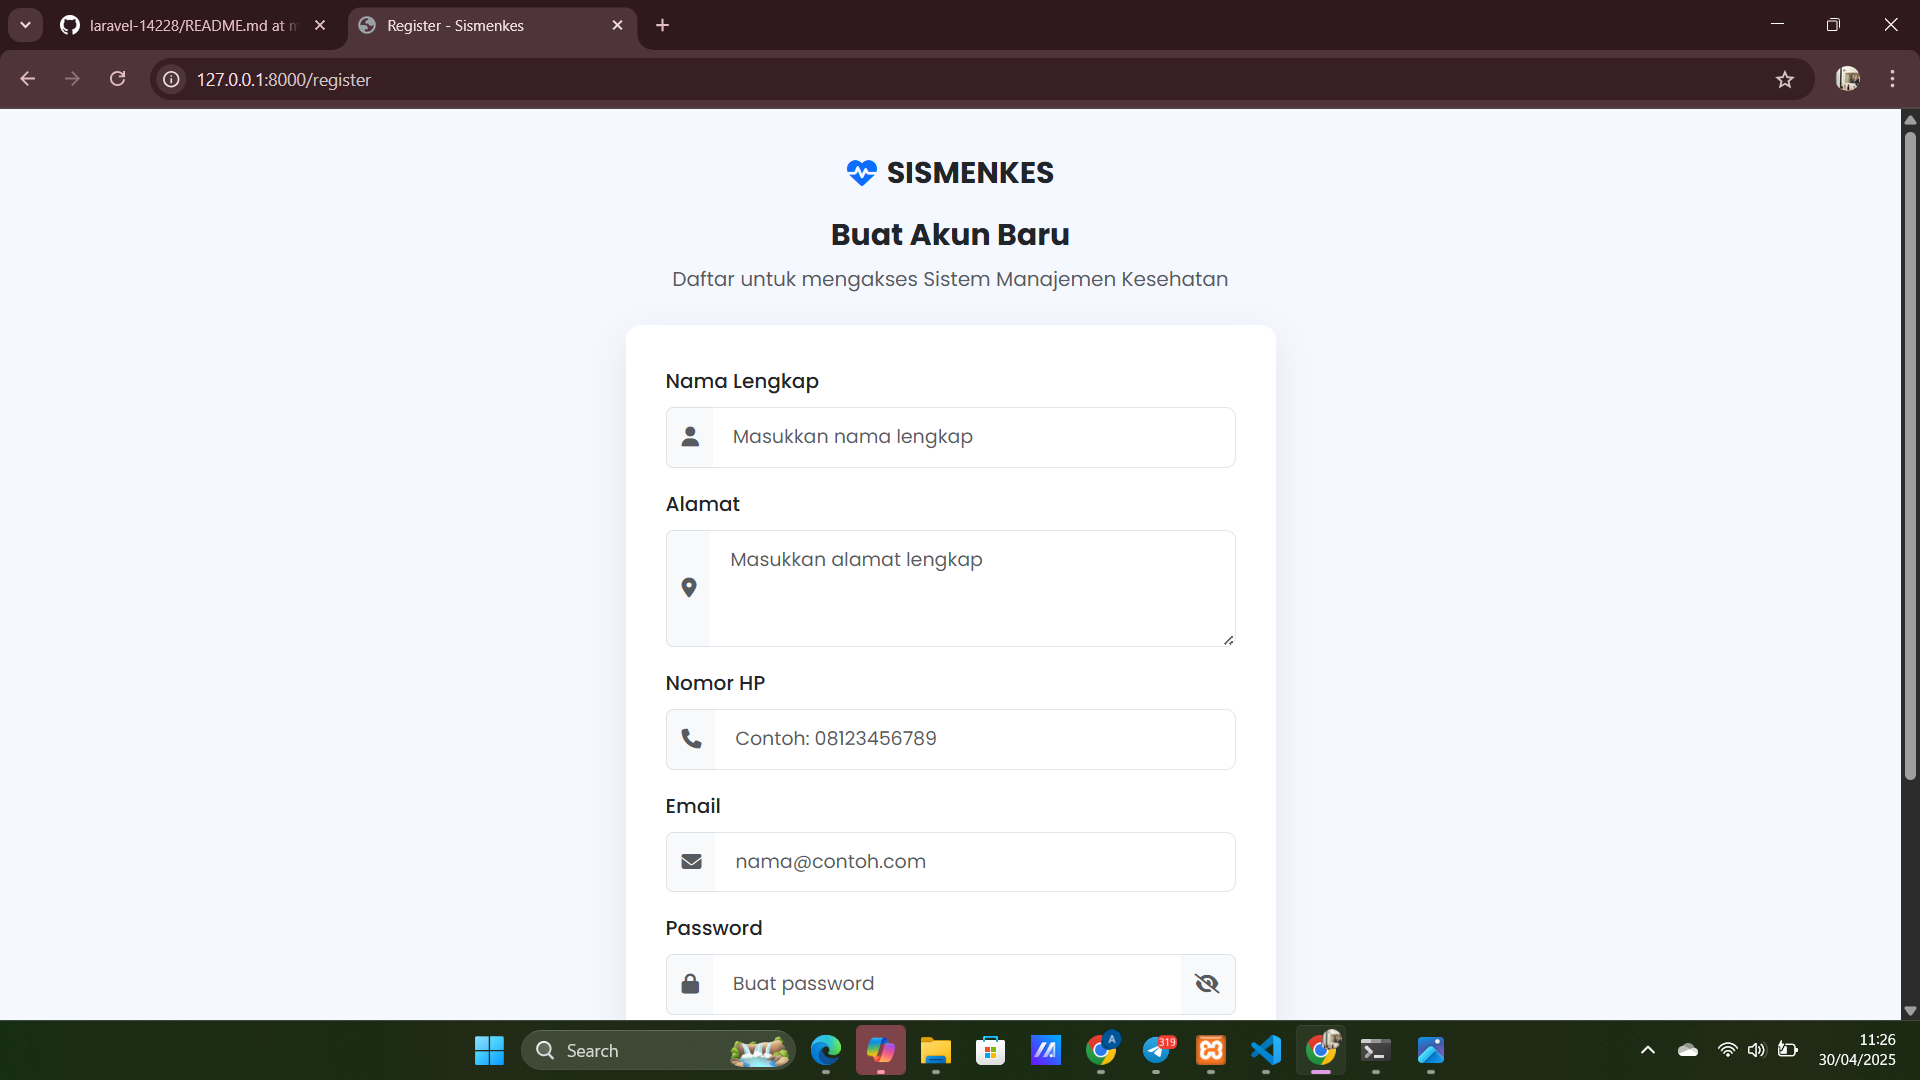 laravel-14228/README.md at m
Register - Sismenkes
127.0.0.1:8000/register
SISMENKES
Buat Akun Baru
Daftar untuk mengakses Sistem Manajemen Kesehatan
Nama Lengkap
Masukkan nama lengkap
Alamat
Masukkan alamat lengkap
Nomor HP
Contoh: 08123456789
Email
nama@contoh.com
Password
Buat password
Search
A
319
11:26
30/04/2025